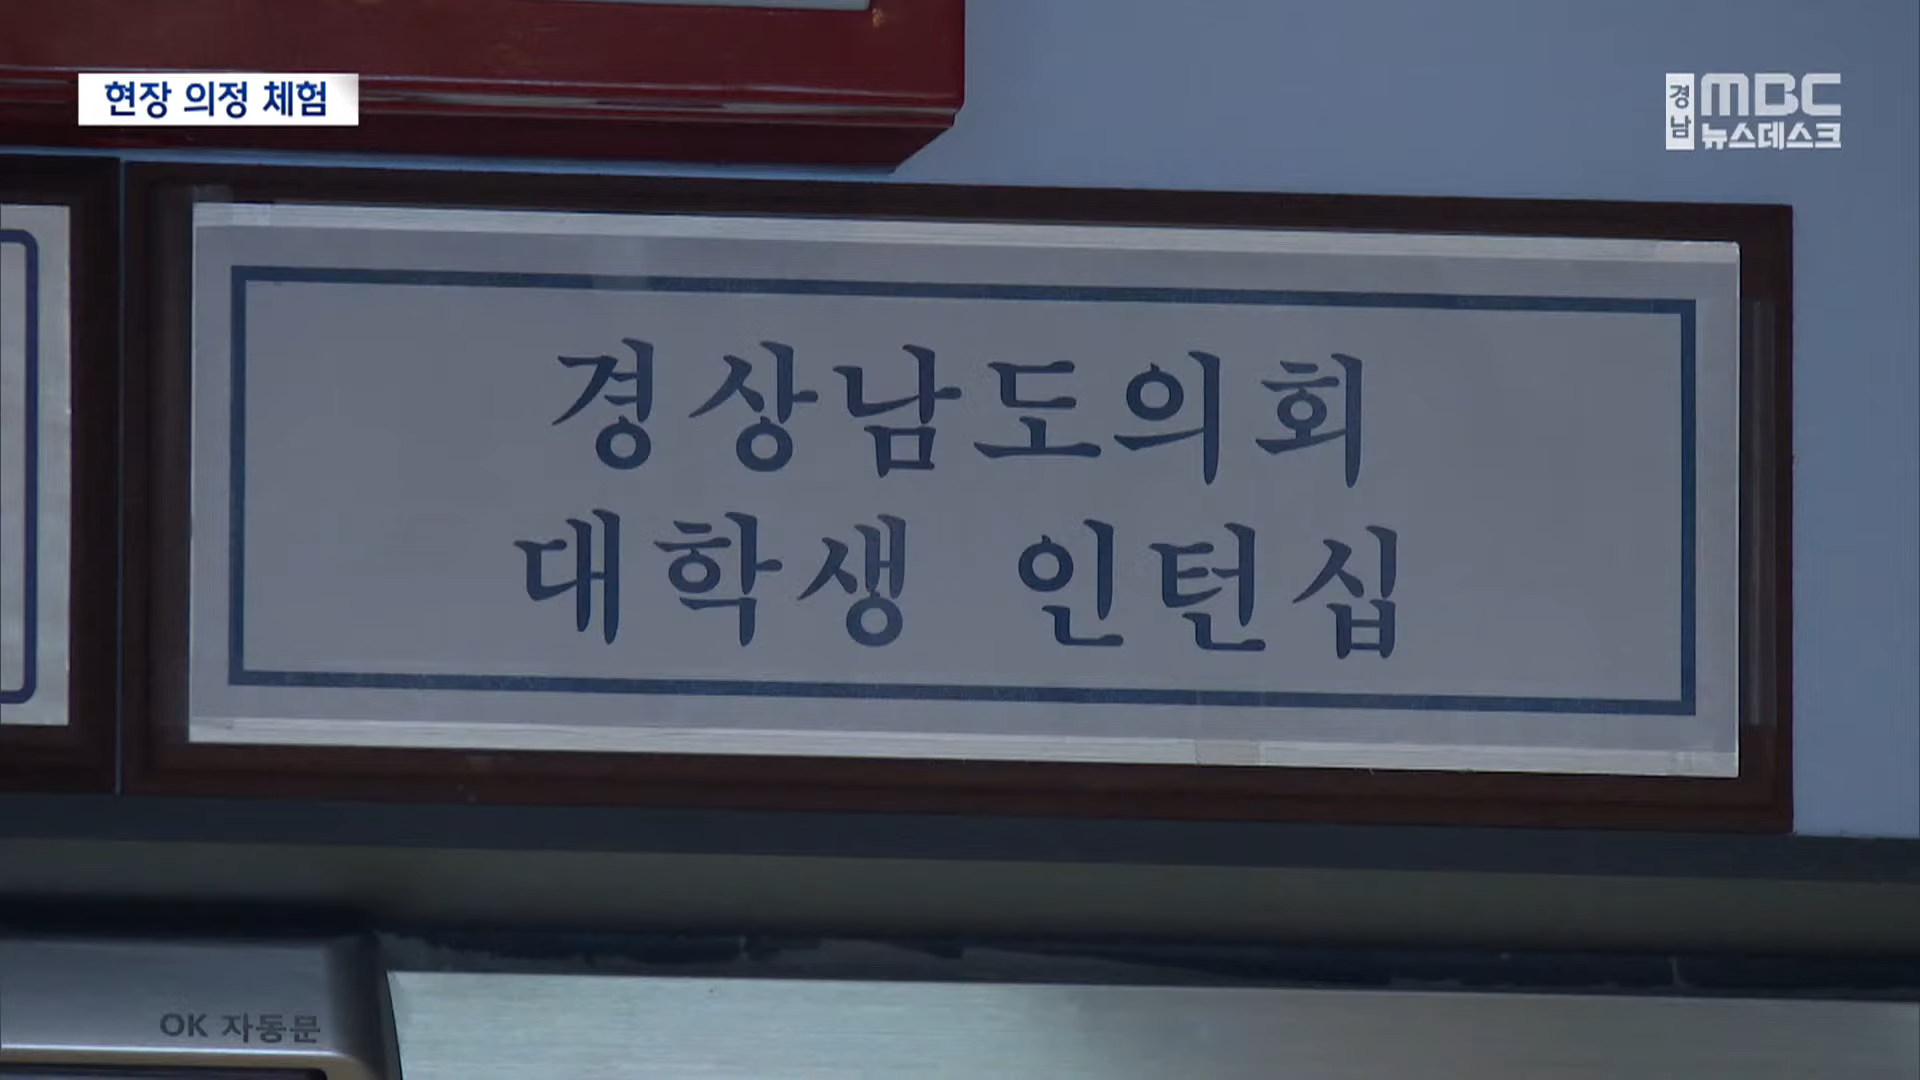 현장 의정 체험
경남
MBC
뉴스데스크
경상남도의회
대학생 인턴십
OK 자동문